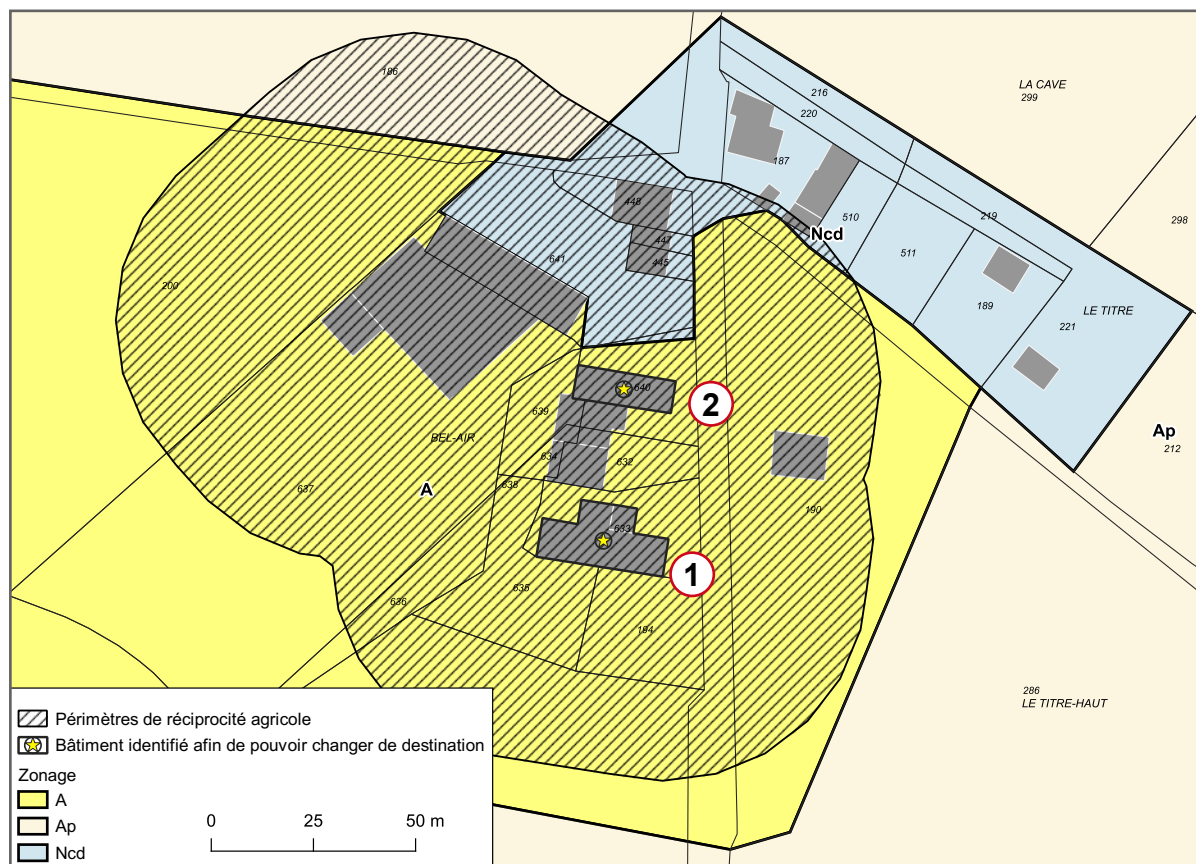 186
LA CAVE
299
216
220
187
448
447
445
641
510
Ncd
219
298
511
189
LE TITRE
221
200
640
2
639
BEL-AIR
634
632
638
A
637
190
Ap
212
633
1
635
636
194
286
LE TITRE-HAUT
Périmètres de réciprocité agricole
Bâtiment identifié afin de pouvoir changer de destination
Zonage
A
Ap
Ncd
0 25 50 m